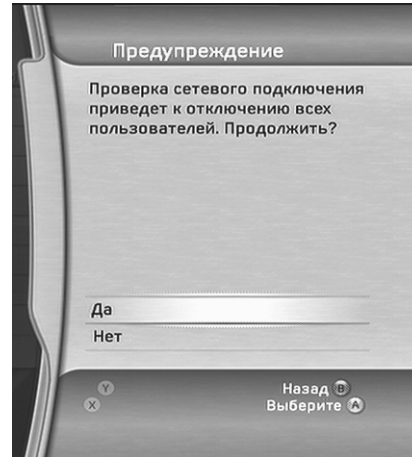 Предупреждение
Проверка сетевого подключения
приведет к отключению всех
пользователей. Продолжить?
Да
Нет
Y
Назад B
X
Выберите A